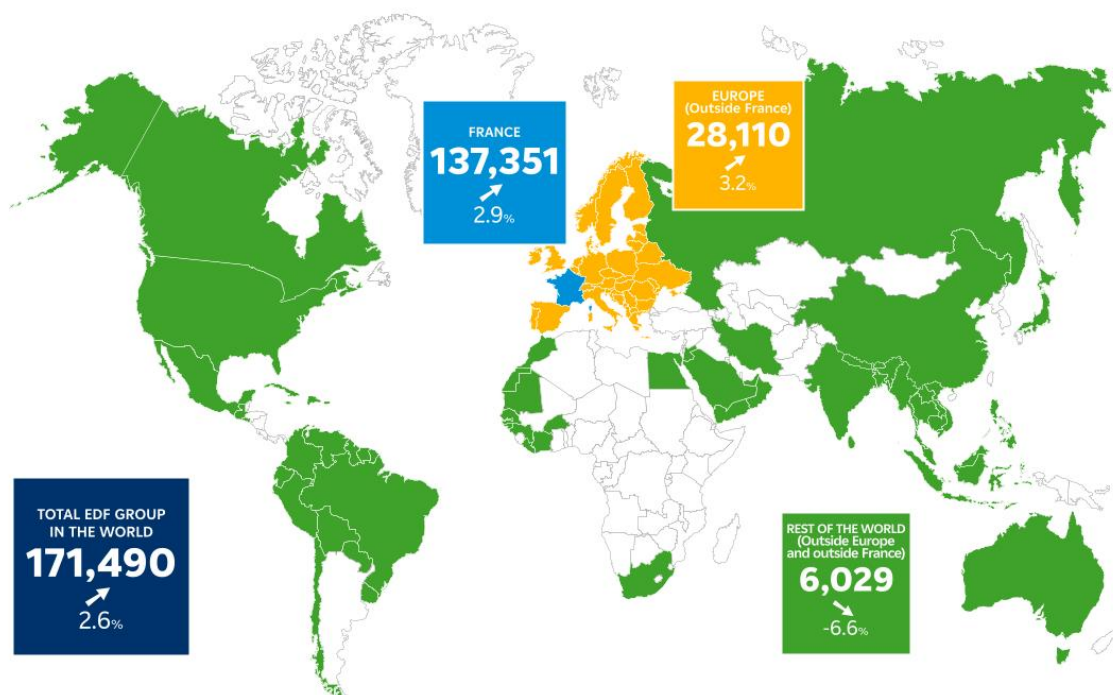 FRANCE
137,351
2.9%
EUROPE
(Outside France)
28,110
3.2%
TOTAL EDF GROUP
IN THE WORLD
171,490
2.6%
REST OF THE WORLD
(Outside Europe
and outside France)
6,029
-6.6%